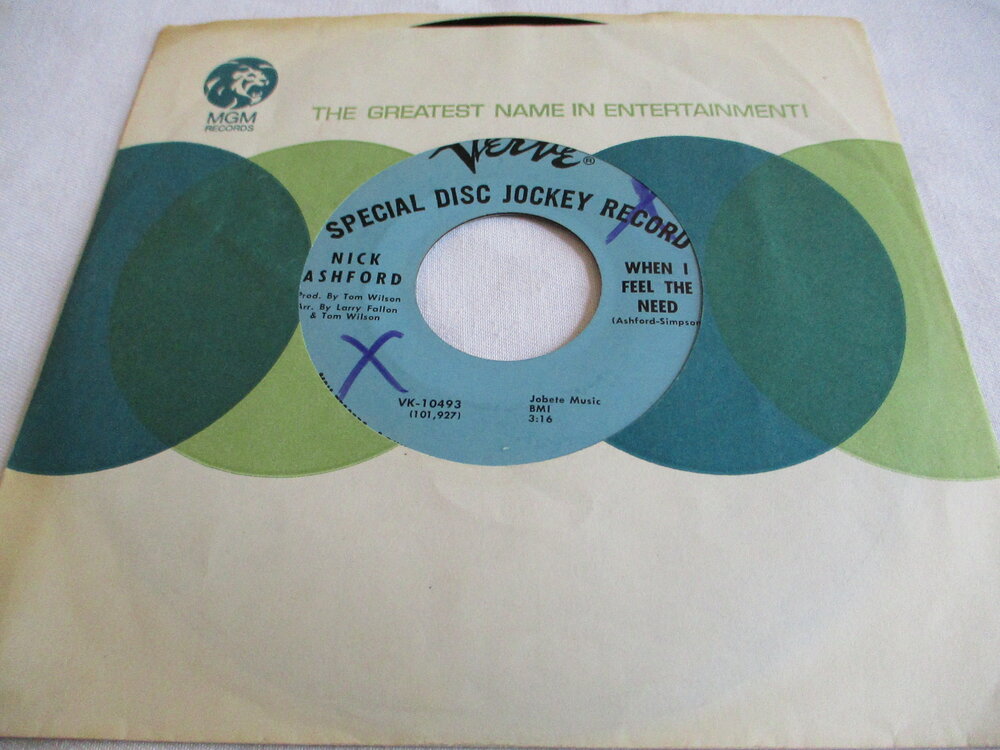 MGM
RECORDS
THE GREATEST NAME IN ENTERTAINMENT!
Verve®
SPECIAL DISC JOCKEY RECORD
NICK
ASHFORD
Prod. By Tom Wilson
Arr. By Larry Fallon
& Tom Wilson
WHEN I
FEEL THE
NEED
(Ashford-Simpson
VK-10493
(101,927)
Jobete Music
BMI
3:16